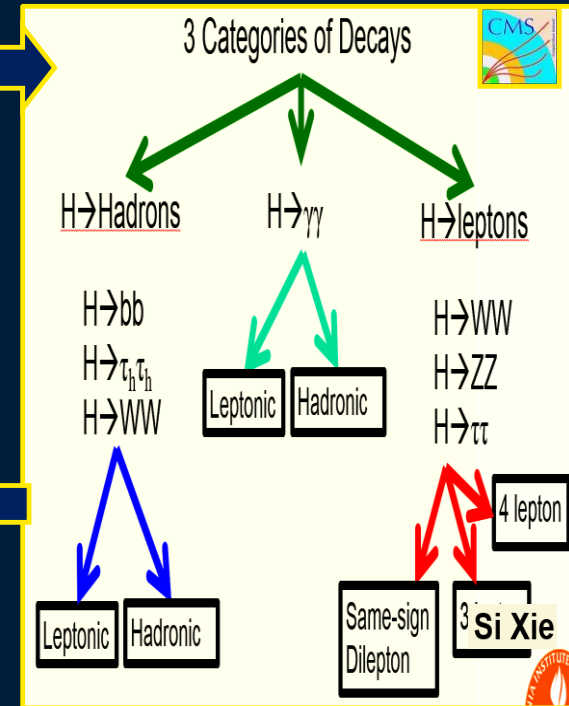 3 Categories of Decays
CMS
H→Hadrons
H→γγ
H→leptons
H→bb
H→τhτh
H→WW
H→WW
H→ZZ
H→ττ
Leptonic
Hadronic
4 lepton
Leptonic
Hadronic
Same-sign
Dilepton
3
Si Xie